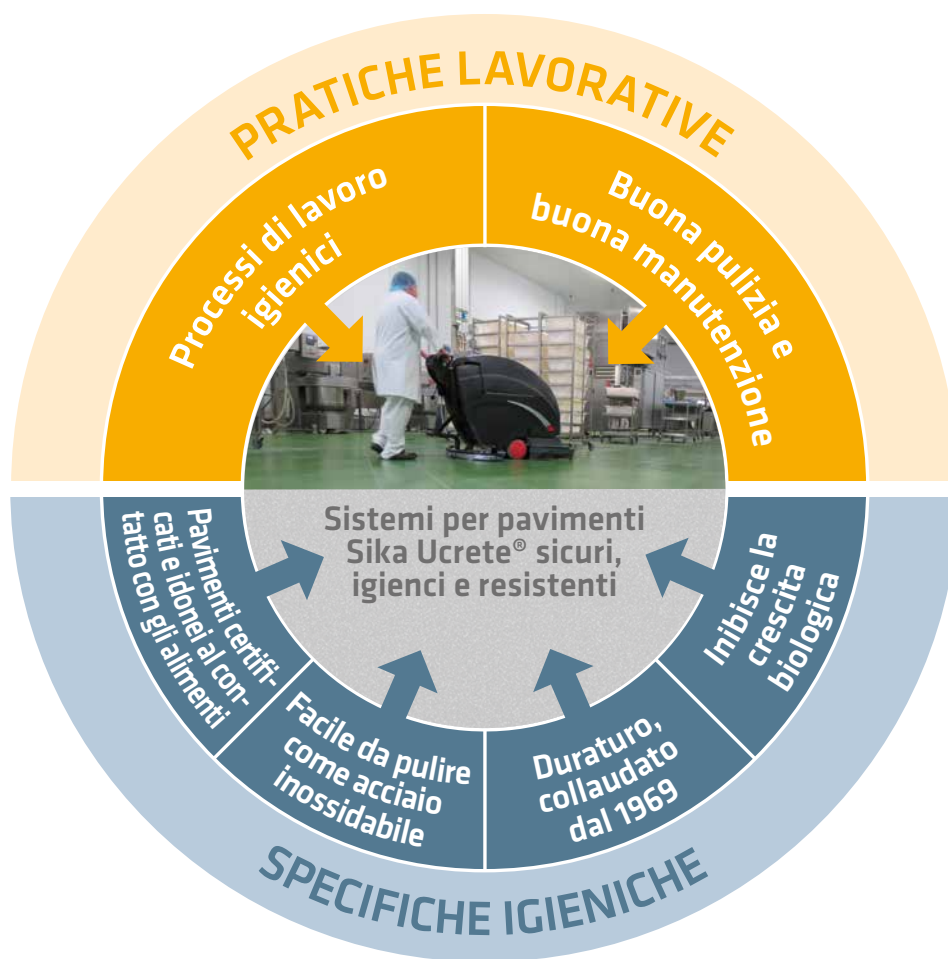 PRATICHE LAVORATIVE
Processi di lavoro
igienici
Buona pulizia e
buona manutenzione
Sistemi per pavimenti
Sika Ucrete® sicuri,
igienci e resistenti
Pavimenti certifi-
cati e idonei al con-
tatto con gli alimenti
Facile da pulire
come acciaio
inossidabile
Duraturo,
collaudato
dal 1969
Inibisce la
crescita
biologica
SPECIFICHE IGIENICHE